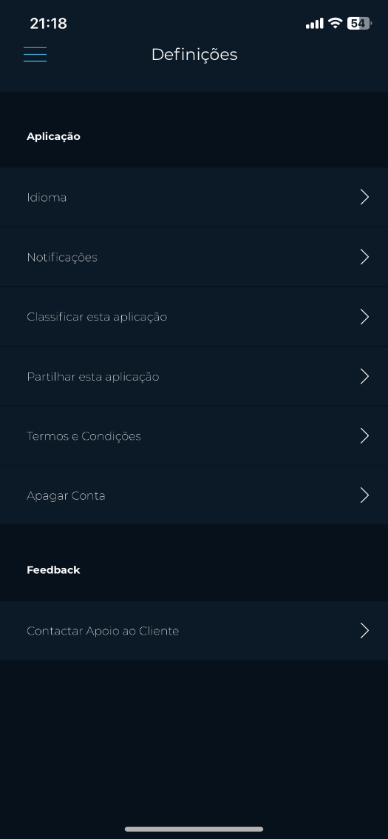 21:18
54
Definições
Aplicação
Idioma
Notificações
Classificar esta aplicação
Partilhar esta aplicação
Termos e Condições
Apagar Conta
Feedback
Contactar Apoio ao Cliente